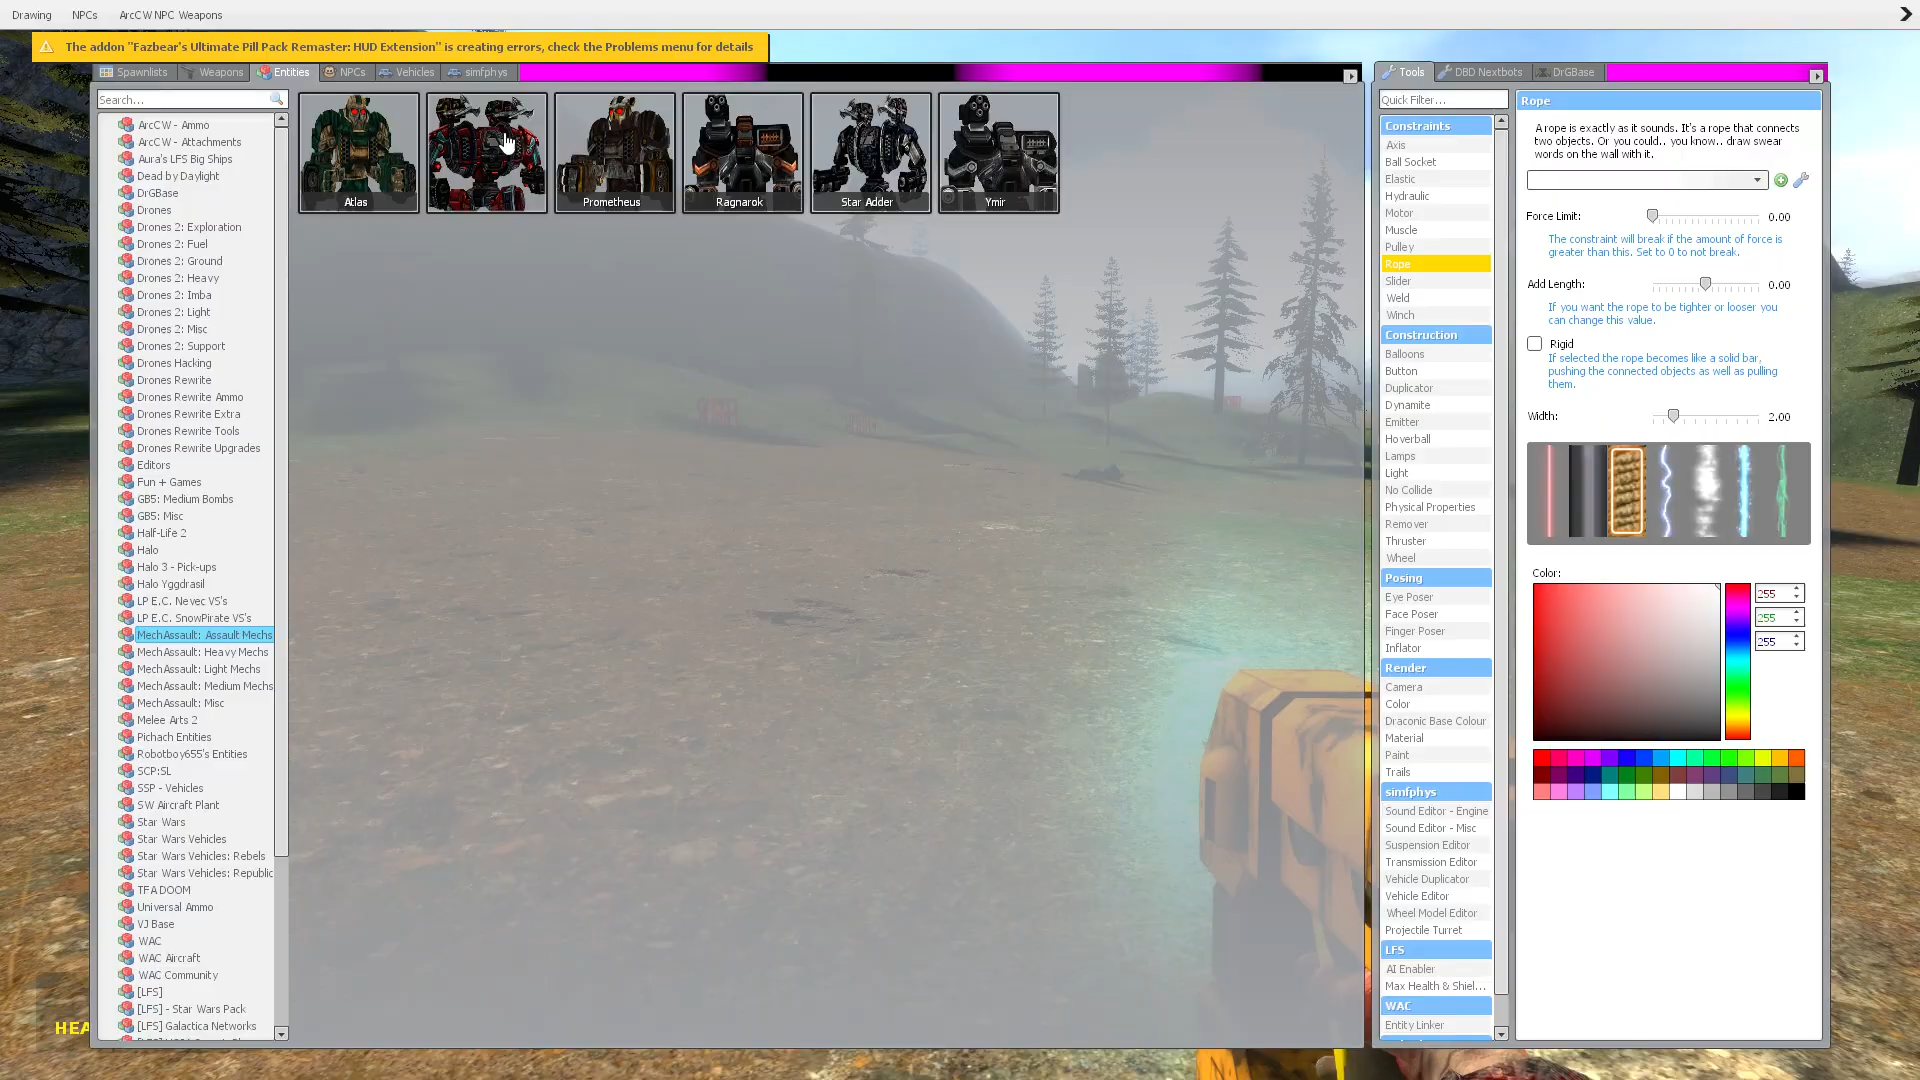 Drawing NPCs ArcCW NPC Weapons
The addon "Fazbear's Ultimate Pill Pack Remaster: HUD Extension" is creating errors, check the Problems menu for details
Spawnlists Weapons Entities NPCs Vehicles simfphys
Search...
ArcCW - Ammo
ArcCW - Attachments
Aura's LFS Big Ships
Dead by Daylight
DrGBase
Drones
Drones 2: Exploration
Drones 2: Fuel
Drones 2: Ground
Drones 2: Heavy
Drones 2: Imba
Drones 2: Light
Drones 2: Misc
Drones 2: Support
Drones Hacking
Drones Rewrite
Drones Rewrite Ammo
Drones Rewrite Extra
Drones Rewrite Tools
Drones Rewrite Upgrades
Editors
Fun + Games
GB5: Medium Bombs
GB5: Misc
Half-Life 2
Halo
Halo 3 - Pick-ups
Halo Yggdrasil
LP E.C. Nevec VS's
LP E.C. SnowPirate VS's
MechAssault: Assault Mechs
MechAssault: Heavy Mechs
MechAssault: Light Mechs
MechAssault: Medium Mechs
MechAssault: Misc
Melee Arts 2
Pichach Entities
Robotboy655's Entities
SCP:SL
SSP - Vehicles
SW Aircraft Plant
Star Wars
Star Wars Vehicles
Star Wars Vehicles: Rebels
Star Wars Vehicles: Republic
TFA DOOM
Universal Ammo
VJ Base
WAC
WAC Aircraft
WAC Community
[LFS]
[LFS] - Star Wars Pack
[LFS] Galactica Networks
HEA
Atlas Prometheus Ragnarok Star Adder Ymir
Tools DBD Nextbots DrGBase
Quick Filter...
Constraints
Axis
Ball Socket
Elastic
Hydraulic
Motor
Muscle
Pulley
Rope
Slider
Weld
Winch
Construction
Balloons
Button
Duplicator
Dynamite
Emitter
Hoverball
Lamps
Light
No Collide
Physical Properties
Remover
Thruster
Wheel
Posing
Eye Poser
Face Poser
Finger Poser
Inflator
Render
Camera
Color
Draconic Base Colour
Material
Paint
Trails
simfphys
Sound Editor - Engine
Sound Editor - Misc
Suspension Editor
Transmission Editor
Vehicle Duplicator
Vehicle Editor
Wheel Model Editor
Projectile Turret
LFS
AI Enabler
Max Health & Shiel...
WAC
Entity Linker
Rope
A rope is exactly as it sounds. It's a rope that connects
two objects. Or you could.. you know.. draw swear
words on the wall with it.
Force Limit: 0.00
The constraint will break if the amount of force is
greater than this. Set to 0 to not break.
Add Length: 0.00
If you want the rope to be tighter or looser you
can change this value.
Rigid
If selected the rope becomes like a solid bar,
pushing the connected objects as well as pulling
them.
Width: 2.00
Color:
255
255
255